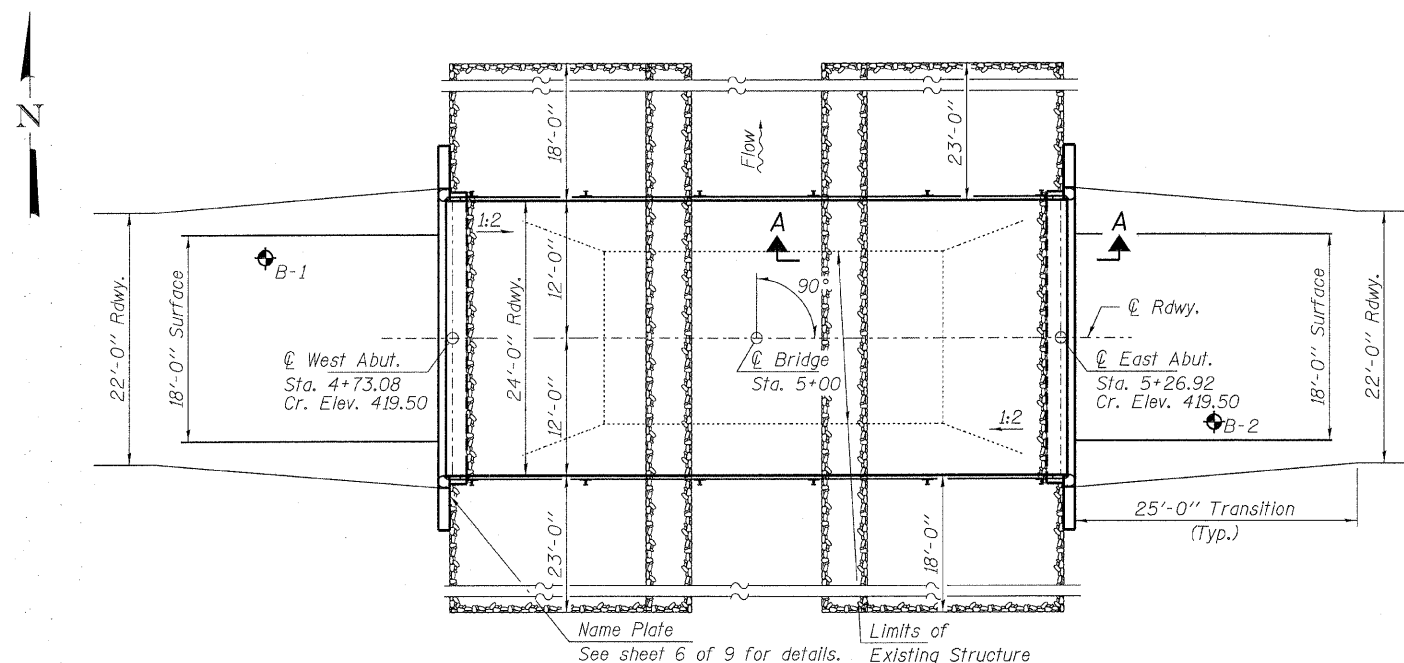 N
18'-0"
Flow
23'-0"
1:2
A
A
B-1
22'-0" Rdwy.
18'-0" Surface
24'-0" Rdwy.
12'-0"
12'-0"
90°
℄ Rdwy.
℄ West Abut.
Sta. 4+73.08
Cr. Elev. 419.50
℄ Bridge
Sta. 5+00
℄ East Abut.
Sta. 5+26.92
Cr. Elev. 419.50
18'-0" Surface
22'-0" Rdwy.
1:2
B-2
23'-0"
18'-0"
25'-0" Transition
(Typ.)
Name Plate
See sheet 6 of 9 for details.
Limits of
Existing Structure